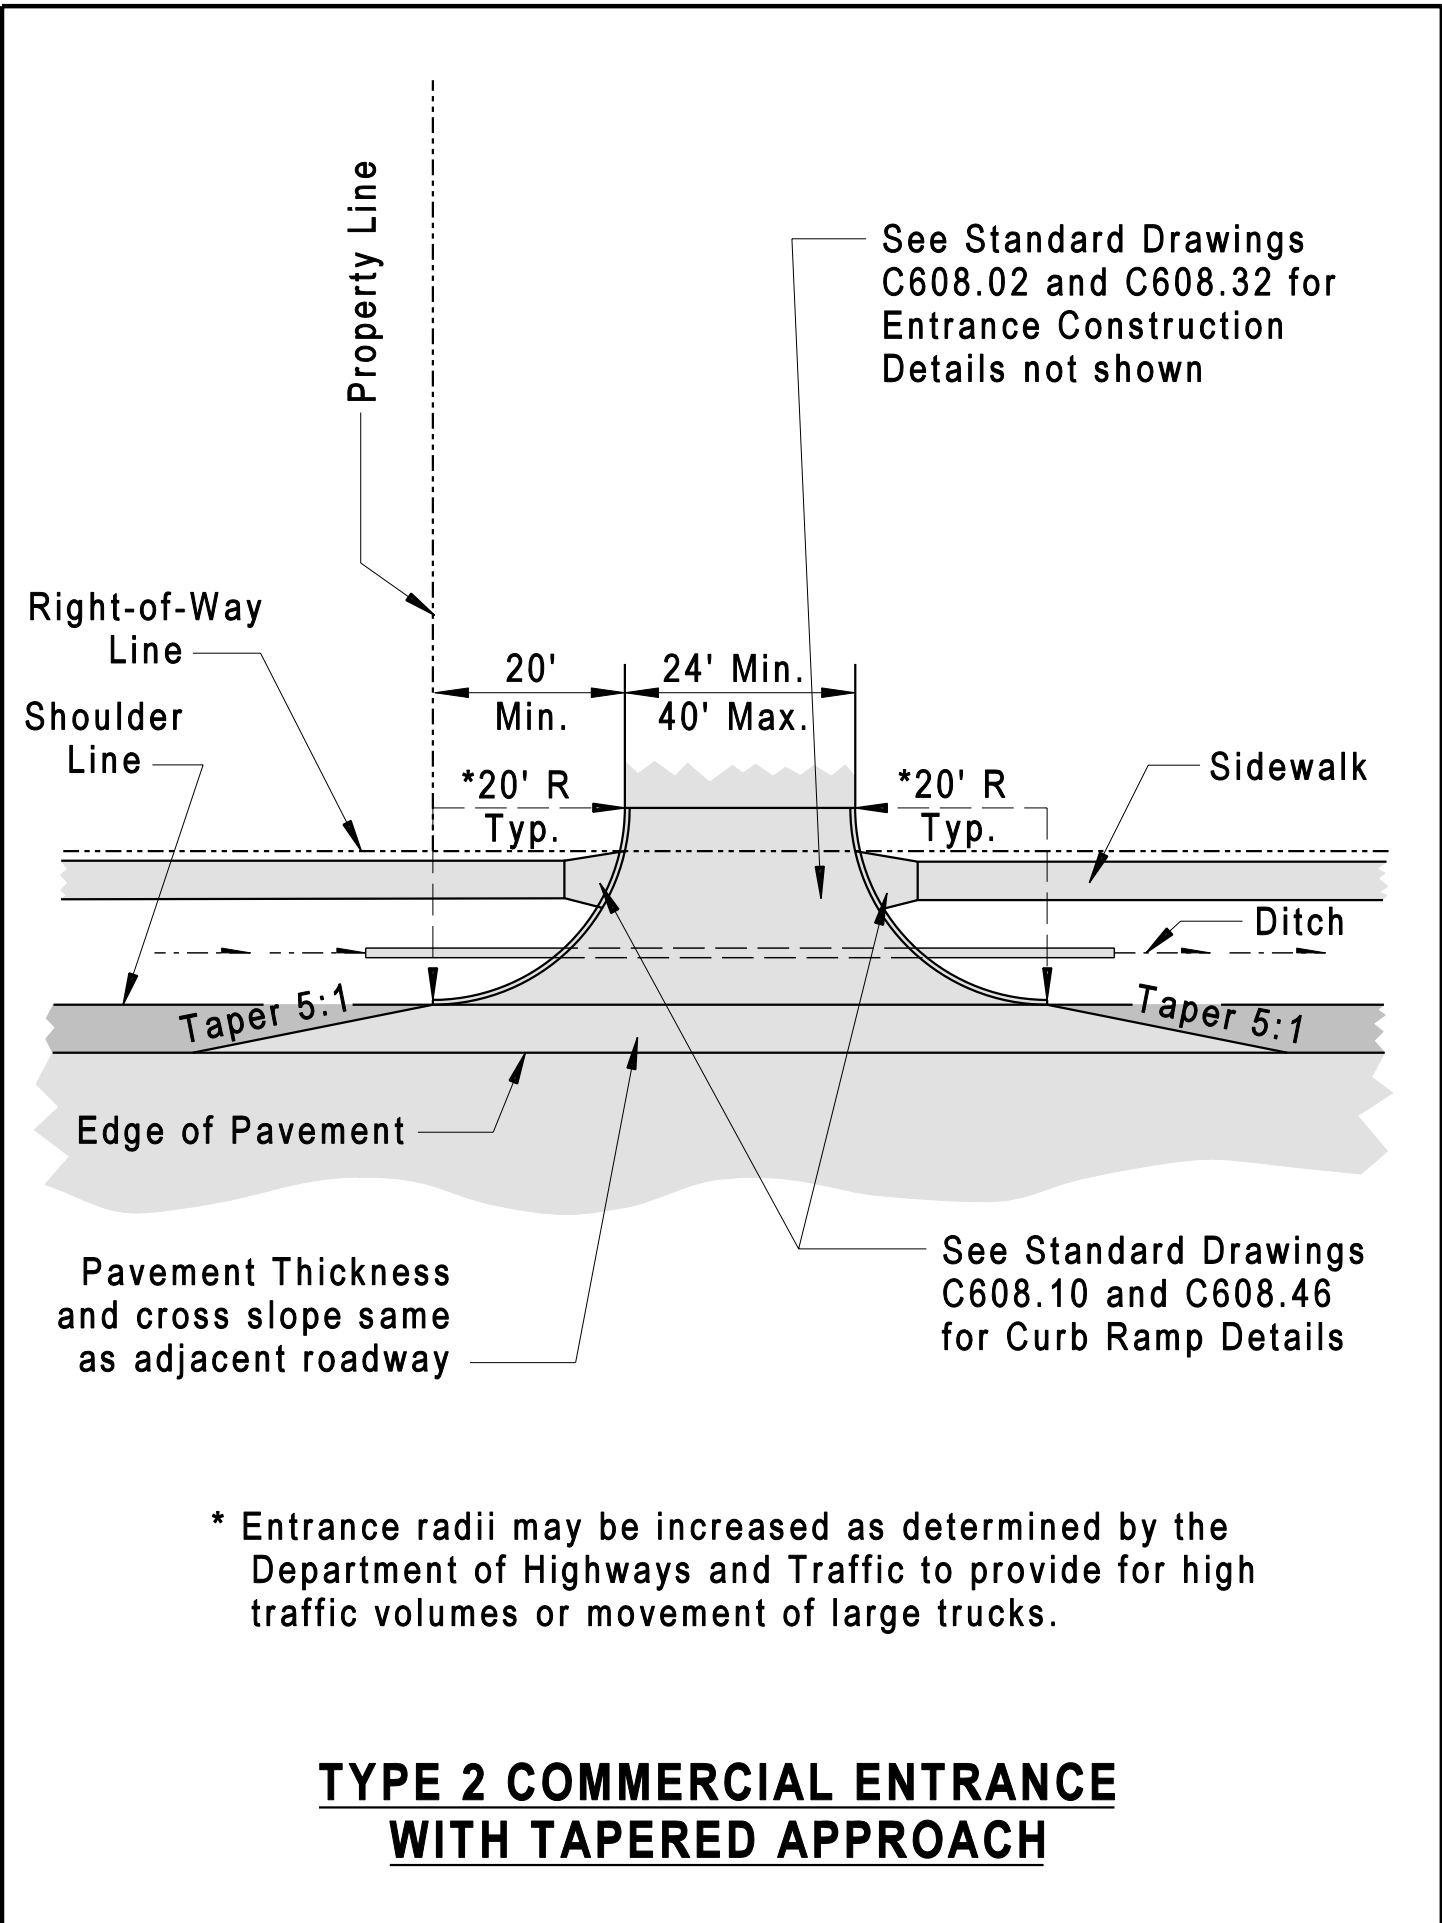 Property Line
See Standard Drawings
C608.02 and C608.32 for
Entrance Construction
Details not shown
Right-of-Way
Line
20'
Min.
24' Min.
40' Max.
Shoulder
Line
*20' R
Typ.
*20' R
Typ.
Sidewalk
Ditch
Taper 5:1
Taper 5:1
Edge of Pavement
See Standard Drawings
C608.10 and C608.46
for Curb Ramp Details
Pavement Thickness
and cross slope same
as adjacent roadway
* Entrance radii may be increased as determined by the
Department of Highways and Traffic to provide for high
traffic volumes or movement of large trucks.
TYPE 2 COMMERCIAL ENTRANCE
WITH TAPERED APPROACH